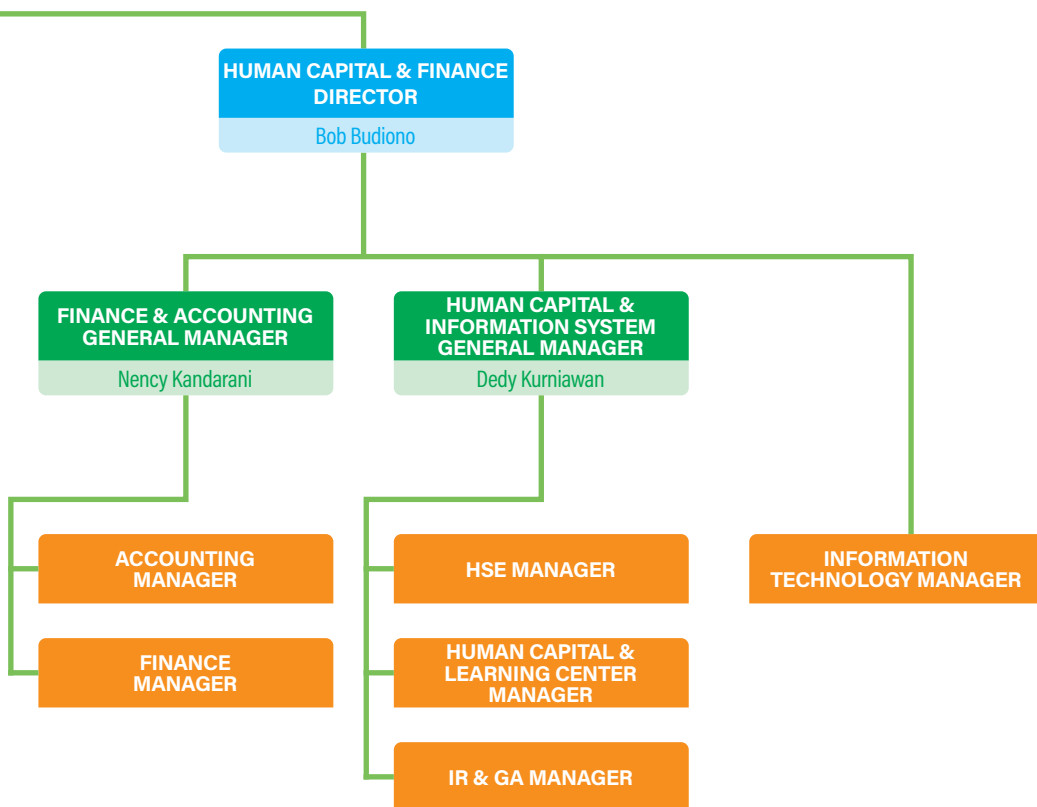 HUMAN CAPITAL & FINANCE
DIRECTOR
Bob Budiono
FINANCE & ACCOUNTING
GENERAL MANAGER
Nency Kandarani
HUMAN CAPITAL &
INFORMATION SYSTEM
GENERAL MANAGER
Dedy Kurniawan
ACCOUNTING
MANAGER
FINANCE
MANAGER
HSE MANAGER
HUMAN CAPITAL &
LEARNING CENTER
MANAGER
IR & GA MANAGER
INFORMATION
TECHNOLOGY MANAGER